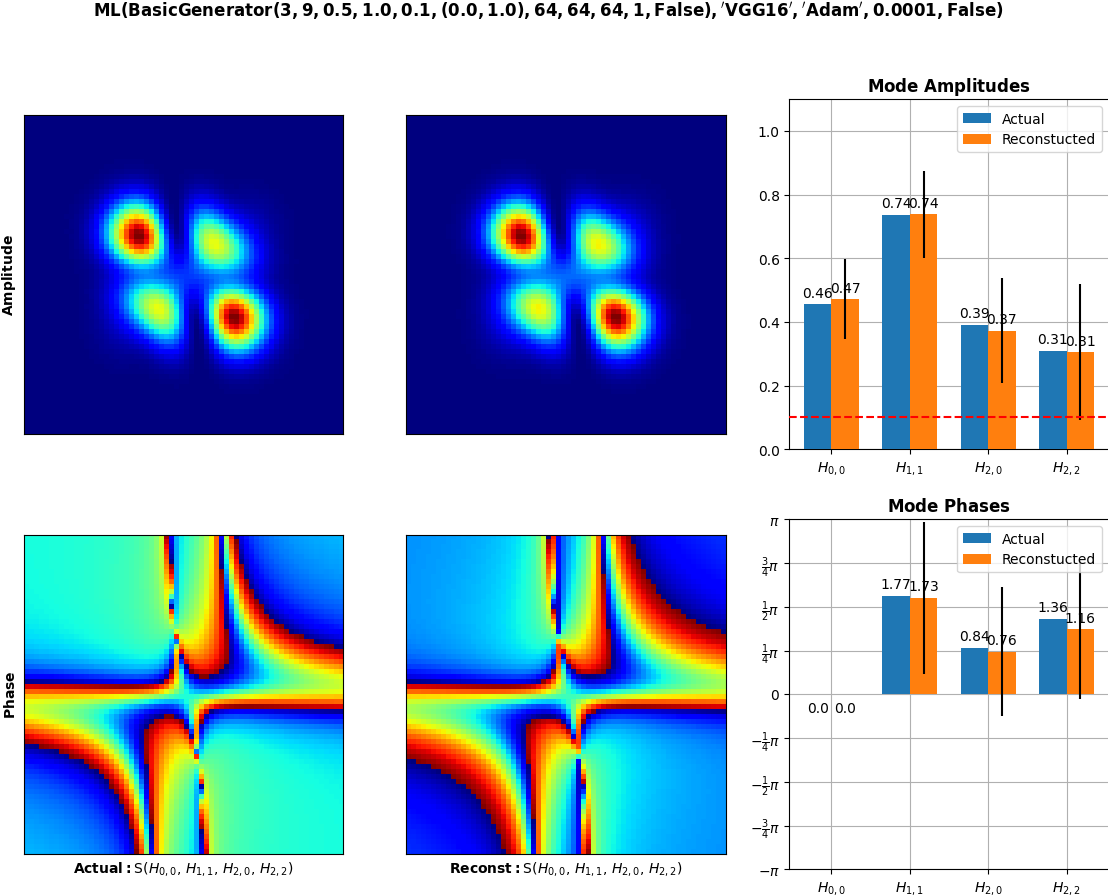 ML(BasicGenerator(3, 9, 0.5, 1.0, 0.1, (0.0, 1.0), 64, 64, 64, 1, False), ′VGG16′, ′Adam′, 0.0001, False)
Amplitude
Mode Amplitudes
Actual
Reconstucted
1.0
0.8
0.6
0.4
0.2
0.0
0.46
0.47
0.74
0.74
0.39
0.37
0.31
0.31
H0,0
H1,1
H2,0
H2,2
Phase
Actual: S(H0,0, H1,1, H2,0, H2,2)
Reconst: S(H0,0, H1,1, H2,0, H2,2)
Mode Phases
Actual
Reconstucted
π
3/4π
1/2π
1/4π
0
−1/4π
−1/2π
−3/4π
−π
0.0
0.0
1.77
1.73
0.84
0.76
1.36
1.16
H0,0
H1,1
H2,0
H2,2